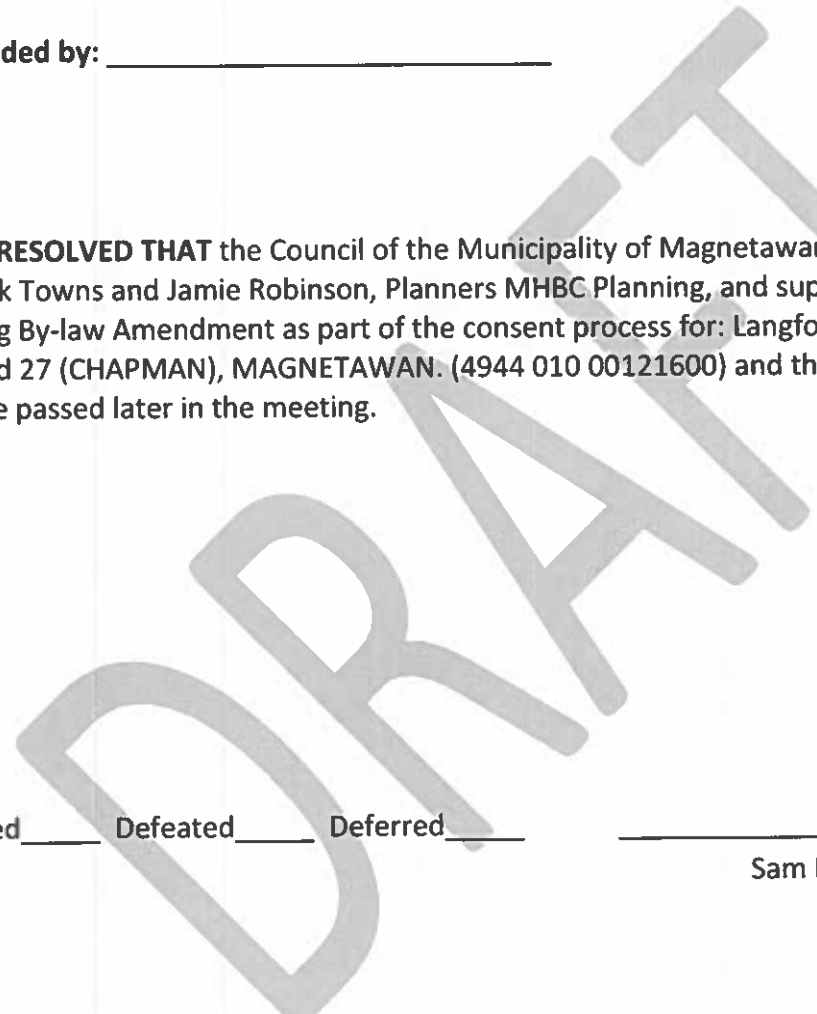 ded by: ____________________
RESOLVED THAT the Council of the Municipality of Magnetawan
k Towns and Jamie Robinson, Planners MHBC Planning, and sup
g By-law Amendment as part of the consent process for: Langfo
d 27 (CHAPMAN), MAGNETAWAN. (4944 010 00121600) and th
e passed later in the meeting.
DRAFT
ed_____ Defeated_____ Deferred_____
Sam